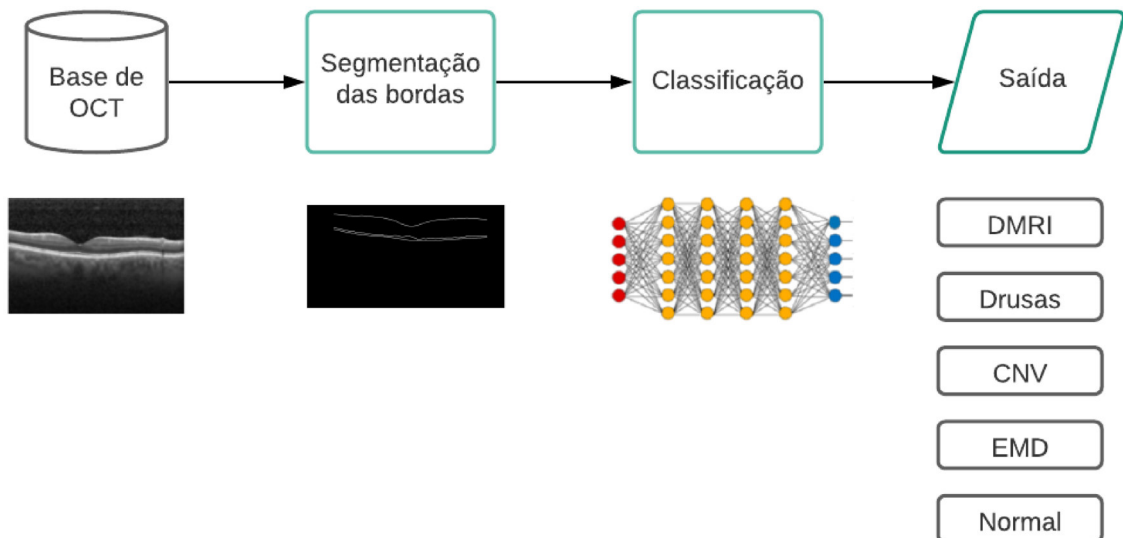 Base de
OCT
Segmentação
das bordas
Classificação
Saída
DMRI
Drusas
CNV
EMD
Normal